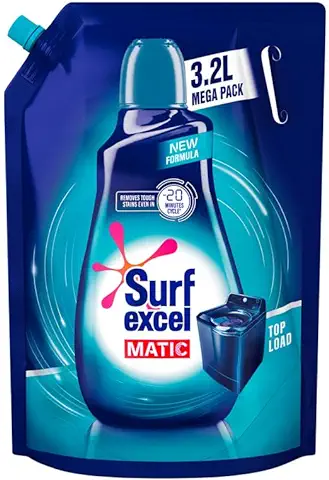 3.2L
MEGA PACK
NEW
FORMULA
REMOVES TOUGH
STAINS EVEN IN
-20
MINUTES
CYCLE*
Surf
excel
MATIC
TOP
LOAD